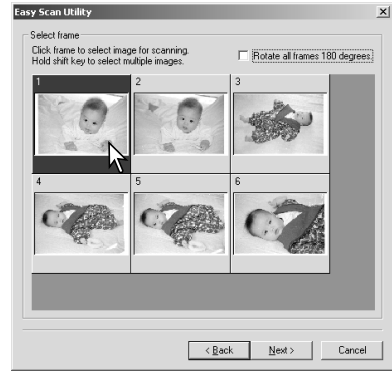 Easy Scan Utility
Select frame
Click frame to select image for scanning.
Hold shift key to select multiple images.
Rotate all frames 180 degrees.
1
2
3
4
5
6
< Back
Next >
Cancel